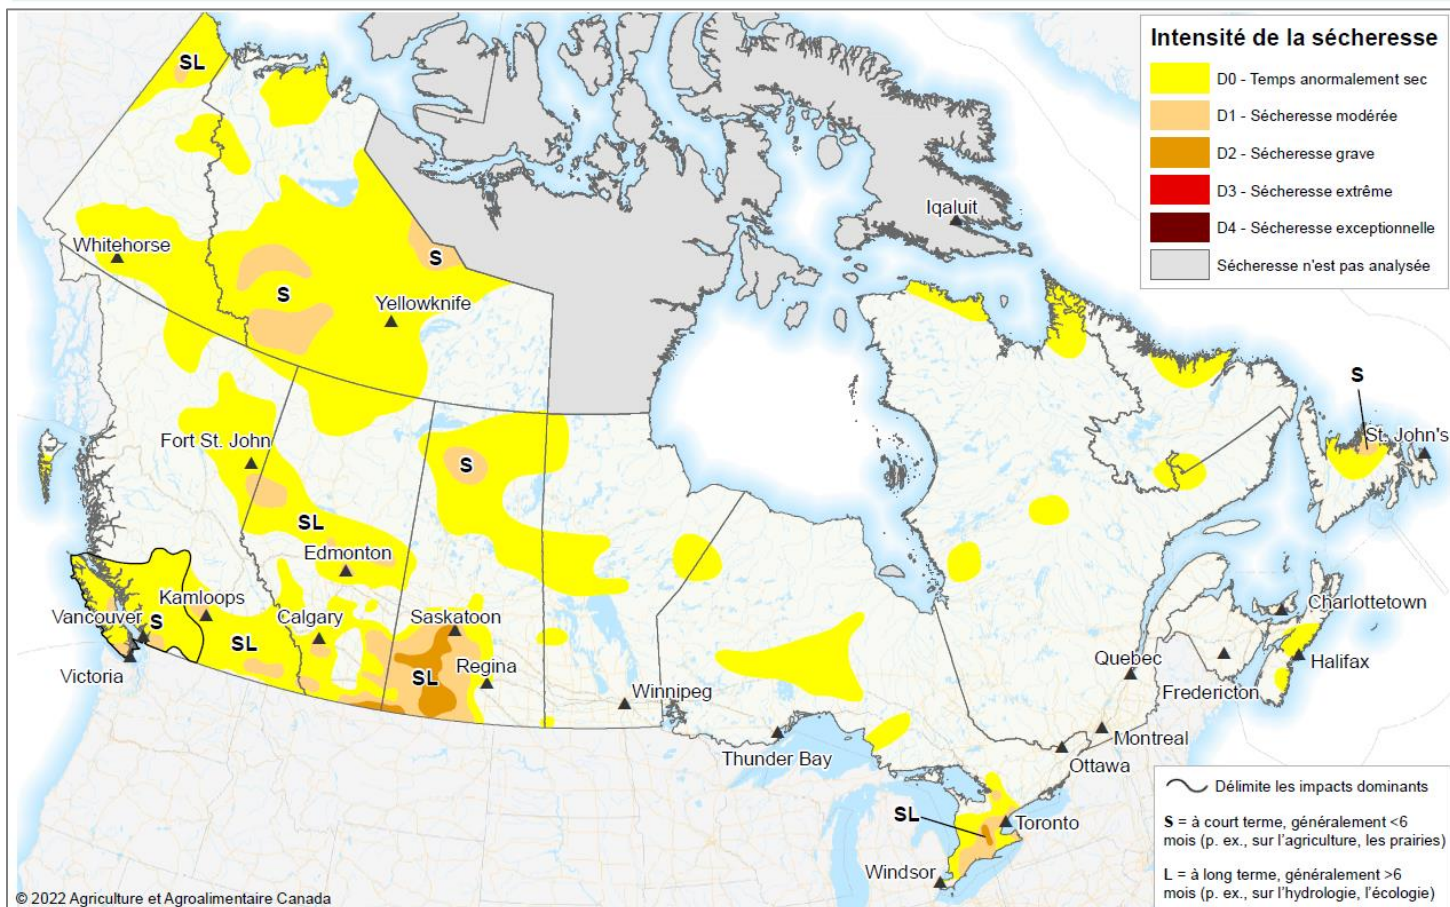 Intensité de la sécheresse
D0 - Temps anormalement sec
D1 - Sécheresse modérée
D2 - Sécheresse grave
D3 - Sécheresse extrême
D4 - Sécheresse exceptionnelle
Sécheresse n'est pas analysée
SL
Iqaluit
Whitehorse
S
S
Yellowknife
S
St. John's
Fort St. John
S
SL
Edmonton
Kamloops
Vancouver
S
Calgary
Saskatoon
Charlottetown
SL
Victoria
SL
Regina
Quebec
Halifax
Fredericton
Winnipeg
Montreal
Thunder Bay
Ottawa
SL
Toronto
Windsor
Délimite les impacts dominants
S = à court terme, généralement <6
mois (p. ex., sur l'agriculture, les prairies)
L = à long terme, généralement >6
mois (p. ex., sur l'hydrologie, l'écologie)
© 2022 Agriculture et Agroalimentaire Canada